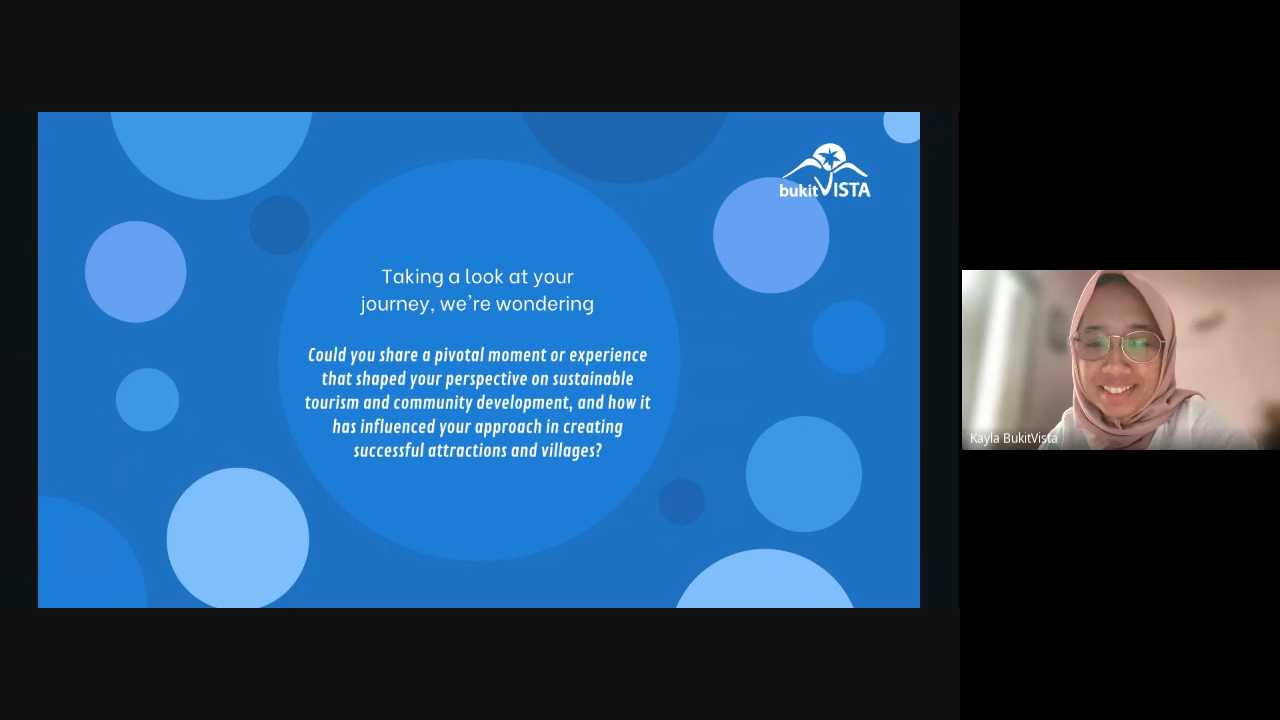 bukit VISTA
Taking a look at your
journey, we're wondering
Could you share a pivotal moment or experience
that shaped your perspective on sustainable
tourism and community development, and how it
has influenced your approach in creating
successful attractions and villages?
Kayla BukitVista